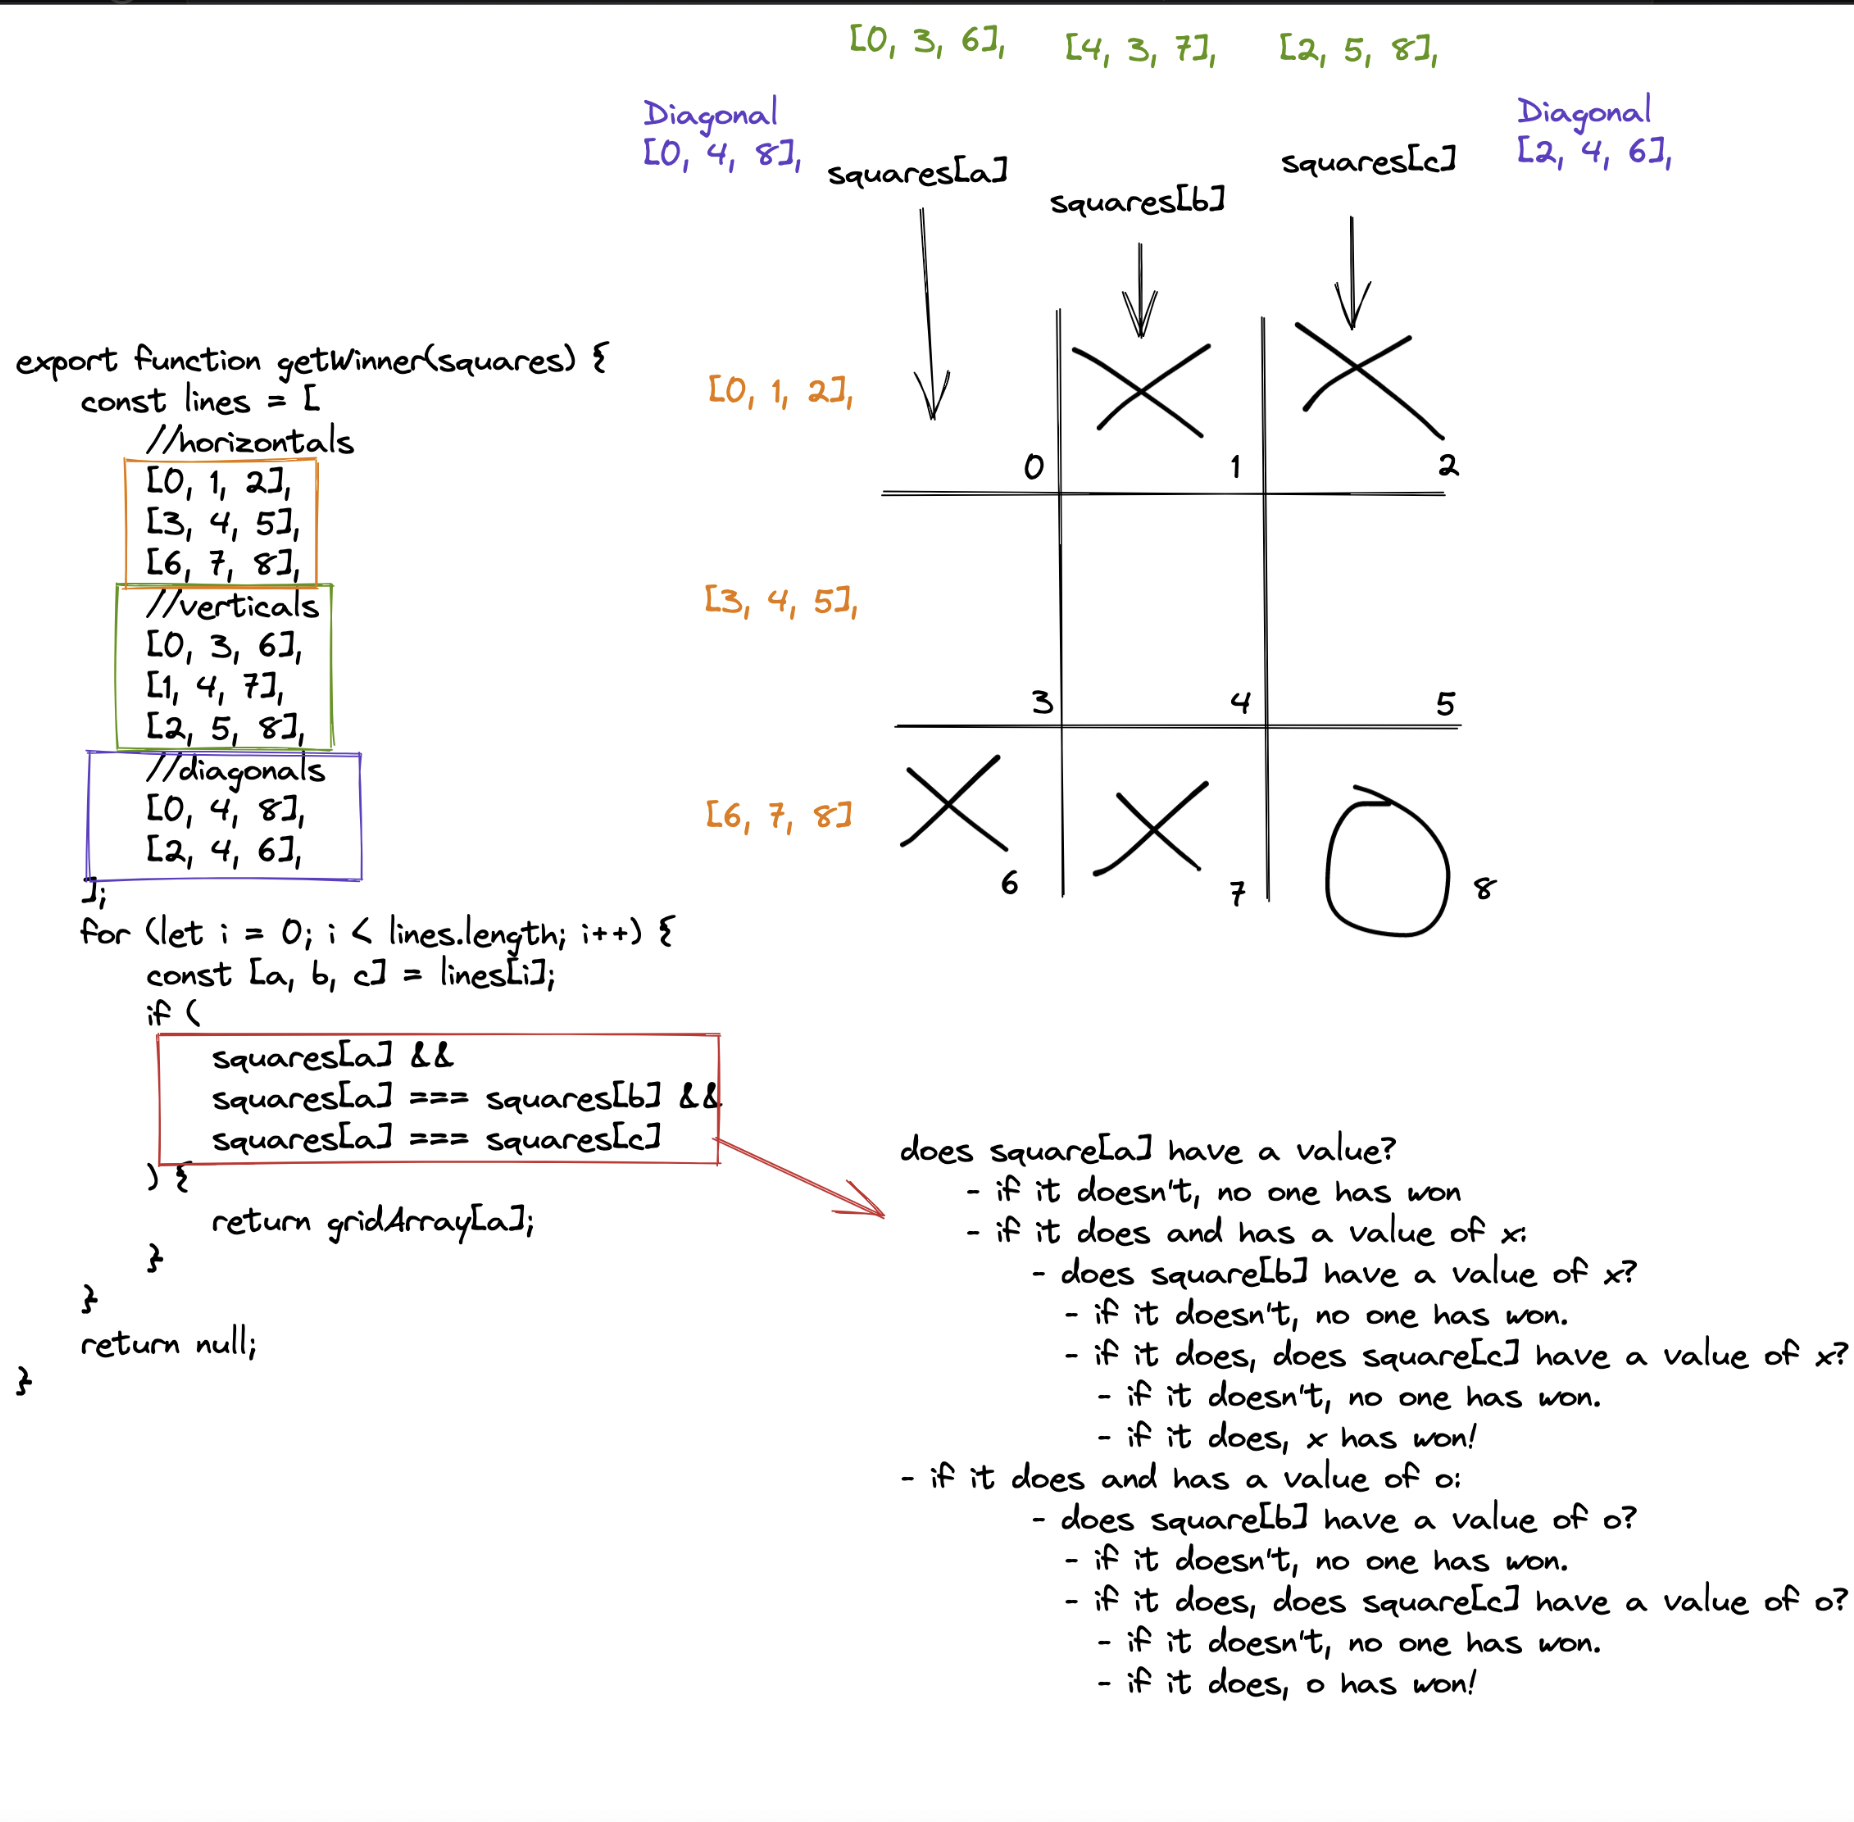 [0, 3, 6], [4, 3, 7], [2, 5, 8],
Diagonal
[0, 4, 8],
Diagonal
[2, 4, 6],
squares[a]
squares[b]
squares[c]
export function getWinner(squares) {
const lines = [
//horizontals
[0, 1, 2],
[3, 4, 5],
[6, 7, 8],
//verticals
[0, 3, 6],
[1, 4, 7],
[2, 5, 8],
//diagonals
[0, 4, 8],
[2, 4, 6],
];
for (let i = 0; i < lines.length; i++) {
const [a, b, c] = lines[i];
if (
squares[a] &&
squares[a] === squares[b] &&
squares[a] === squares[c]
) {
return gridArray[a];
}
}
return null;
}
[0, 1, 2],
0 1 2
[3, 4, 5],
3 4 5
[6, 7, 8]
6 7 8
does square[a] have a value?
- if it doesn't, no one has won
- if it does and has a value of x:
- does square[b] have a value of x?
- if it doesn't, no one has won.
- if it does, does square[c] have a value of x?
- if it doesn't, no one has won.
- if it does, x has won!
- if it does and has a value of o:
- does square[b] have a value of o?
- if it doesn't, no one has won.
- if it does, does square[c] have a value of o?
- if it doesn't, no one has won.
- if it does, o has won!